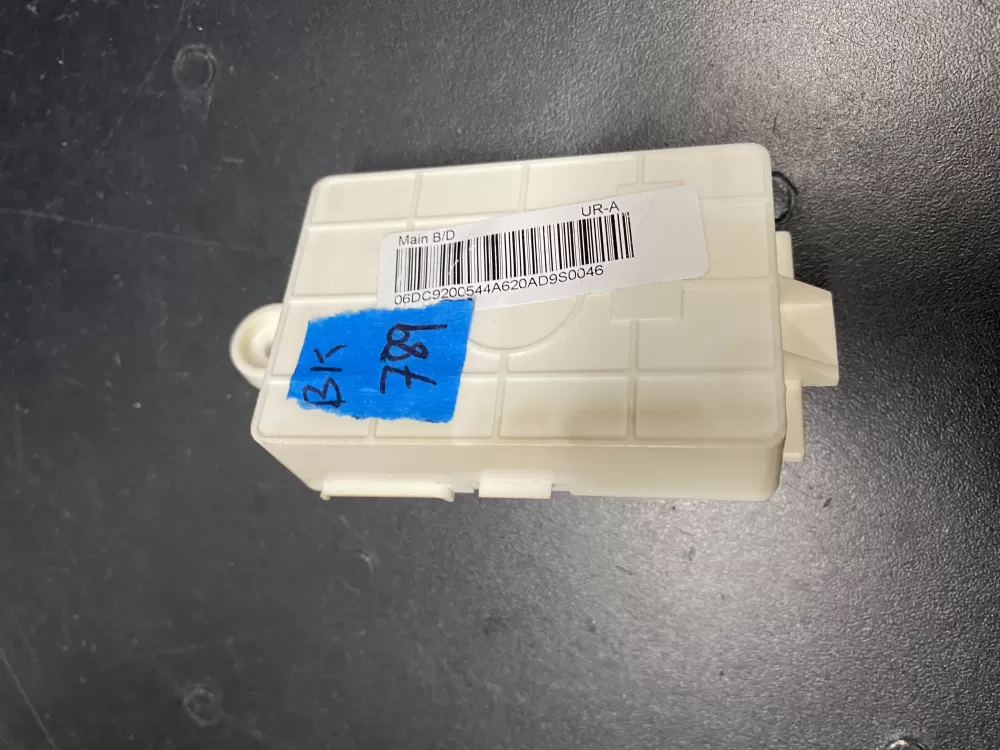 Main B/D UR-A
06DC9200544A620AD9S0046
BK 789